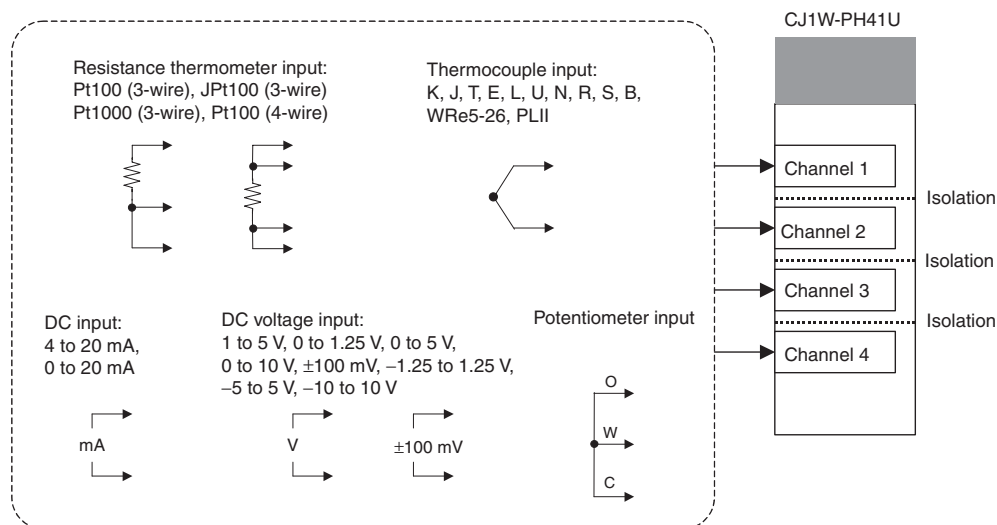 CJ1W-PH41U
Resistance thermometer input:
Pt100 (3-wire), JPt100 (3-wire)
Pt1000 (3-wire), Pt100 (4-wire)
Thermocouple input:
K, J, T, E, L, U, N, R, S, B,
WRe5-26, PLII
Channel 1
Isolation
Channel 2
Isolation
Channel 3
Isolation
Channel 4
DC input:
4 to 20 mA,
0 to 20 mA
mA
DC voltage input:
1 to 5 V, 0 to 1.25 V, 0 to 5 V,
0 to 10 V, ±100 mV, −1.25 to 1.25 V,
−5 to 5 V, −10 to 10 V
V
±100 mV
Potentiometer input
O
W
C